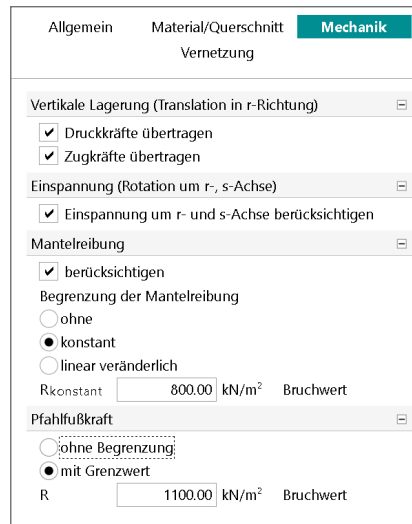 Allgemein Material/Querschnitt Mechanik
Vernetzung
Vertikale Lagerung (Translation in r-Richtung)
Druckkräfte übertragen
Zugkräfte übertragen
Einspannung (Rotation um r-, s-Achse)
Einspannung um r- und s-Achse berücksichtigen
Mantelreibung
berücksichtigen
Begrenzung der Mantelreibung
ohne
konstant
linear veränderlich
Rkonstant 800.00 kN/m² Bruchwert
Pfahlfußkraft
ohne Begrenzung
mit Grenzwert
R 1100.00 kN/m² Bruchwert